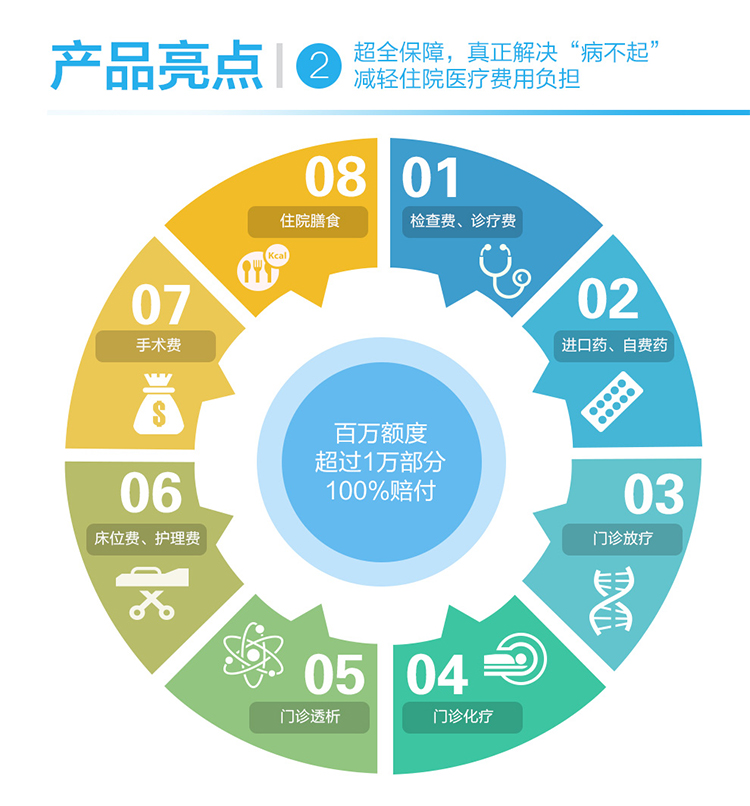 产品亮点
2
超全保障，真正解决“病不起”
减轻住院医疗费用负担
01
检查费、诊疗费
02
进口药、自费药
03
门诊放疗
04
门诊化疗
05
门诊透析
06
床位费、护理费
07
手术费
$
08
住院膳食
Kcal
百万额度
超过1万部分
100%赔付